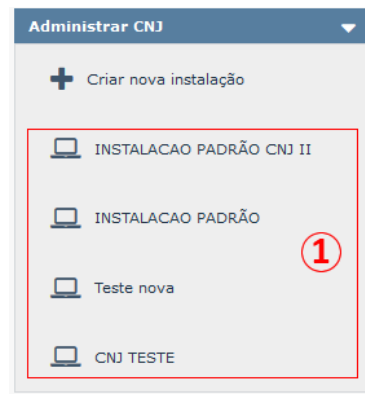 Administrar CNJ
Criar nova instalação
INSTALACAO PADRÃO CNJ II
INSTALACAO PADRÃO
1
Teste nova
CNJ TESTE